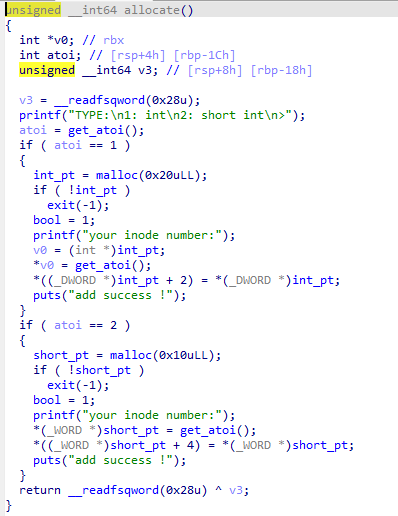 unsigned __int64 allocate()
{
  int *v0; // rbx
  int atoi; // [rsp+4h] [rbp-1Ch]
  unsigned __int64 v3; // [rsp+8h] [rbp-18h]

  v3 = __readfsqword(0x28u);
  printf("TYPE:\n1: int\n2: short int\n>");
  atoi = get_atoi();
  if ( atoi == 1 )
  {
    int_pt = malloc(0x20uLL);
    if ( !int_pt )
      exit(-1);
    bool = 1;
    printf("your inode number:");
    v0 = (int *)int_pt;
    *v0 = get_atoi();
    *((_DWORD *)int_pt + 2) = *(_DWORD *)int_pt;
    puts("add success !");
  }
  if ( atoi == 2 )
  {
    short_pt = malloc(0x10uLL);
    if ( !short_pt )
      exit(-1);
    bool = 1;
    printf("your inode number:");
    *(_WORD *)short_pt = get_atoi();
    *((_WORD *)short_pt + 4) = *(_WORD *)short_pt;
    puts("add success !");
  }
  return __readfsqword(0x28u) ^ v3;
}